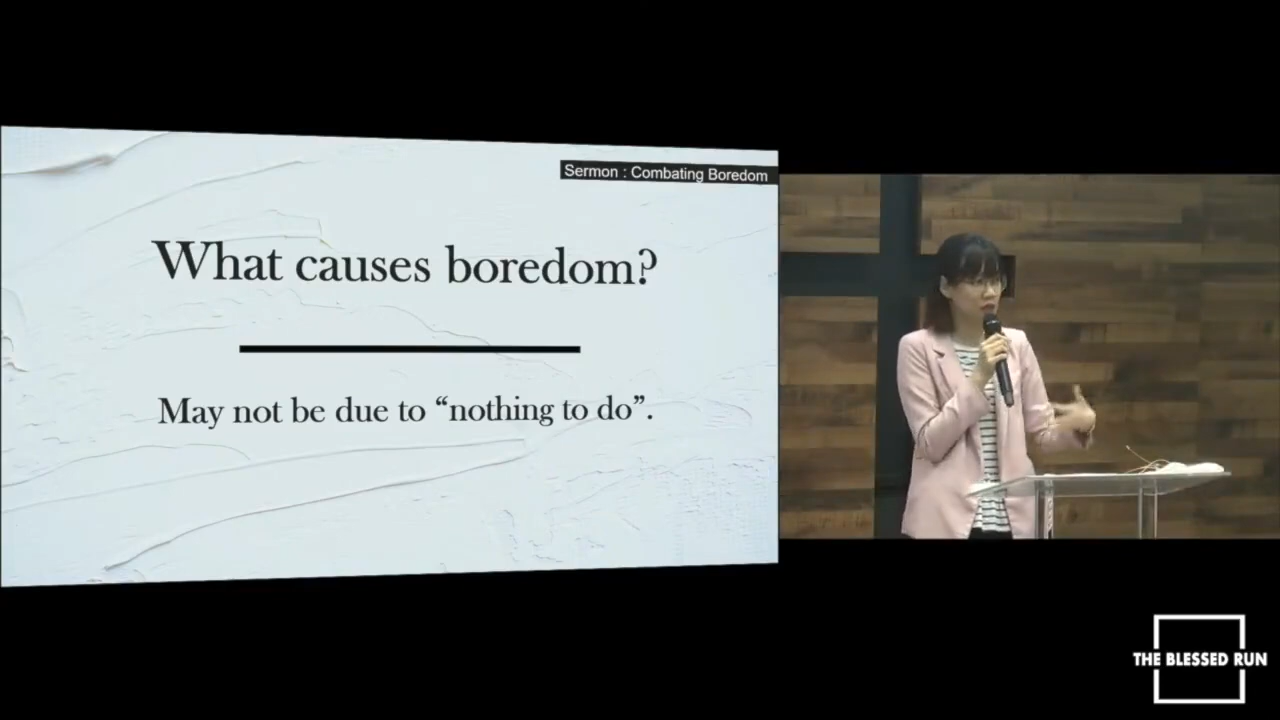 Sermon : Combating Boredom
What causes boredom?
May not be due to “nothing to do”.
THE BLESSED RUN